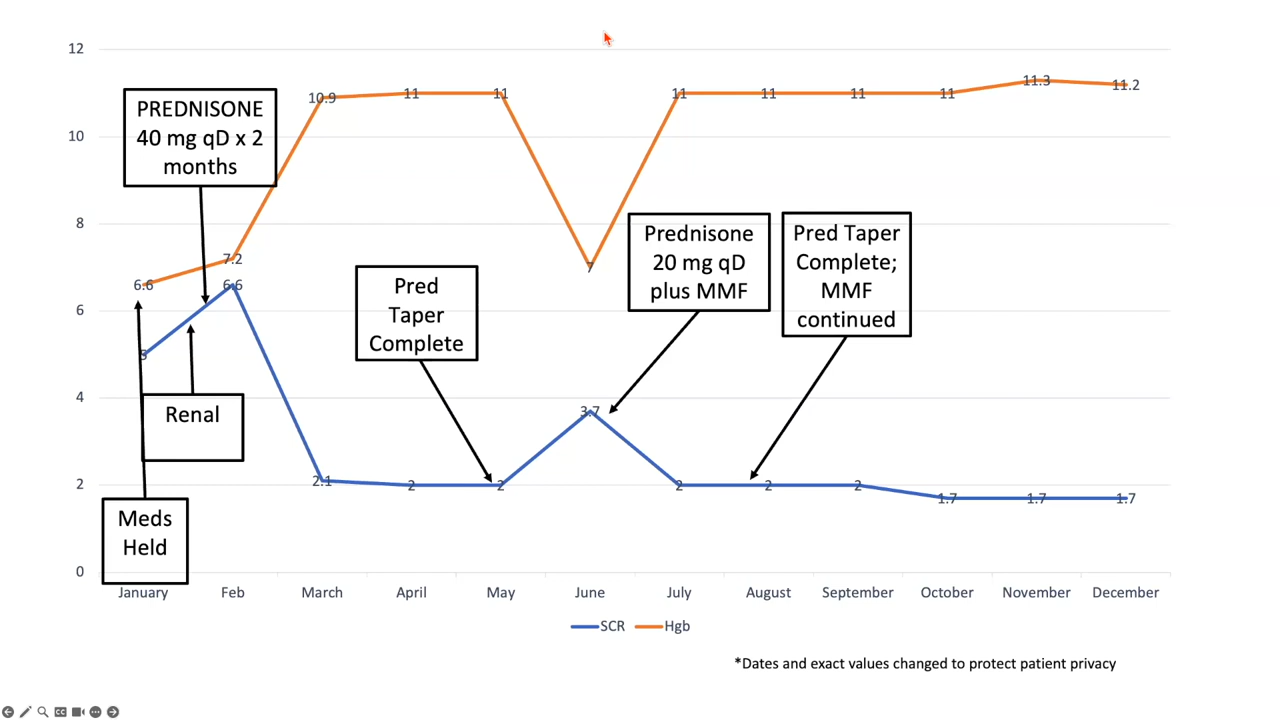 12
10
8
6
4
2
0
PREDNISONE
40 mg qD x 2
months
Renal
Meds
Held
Pred
Taper
Complete
Prednisone
20 mg qD
plus MMF
Pred Taper
Complete;
MMF
continued
6.6 7.2 10.9 11 11 7 11 11 11 11 11.3 11.2
5 6.6 2.1 2 2 3.7 2 2 2 1.7 1.7 1.7
January Feb March April May June July August September October November December
SCR Hgb
*Dates and exact values changed to protect patient privacy
CC